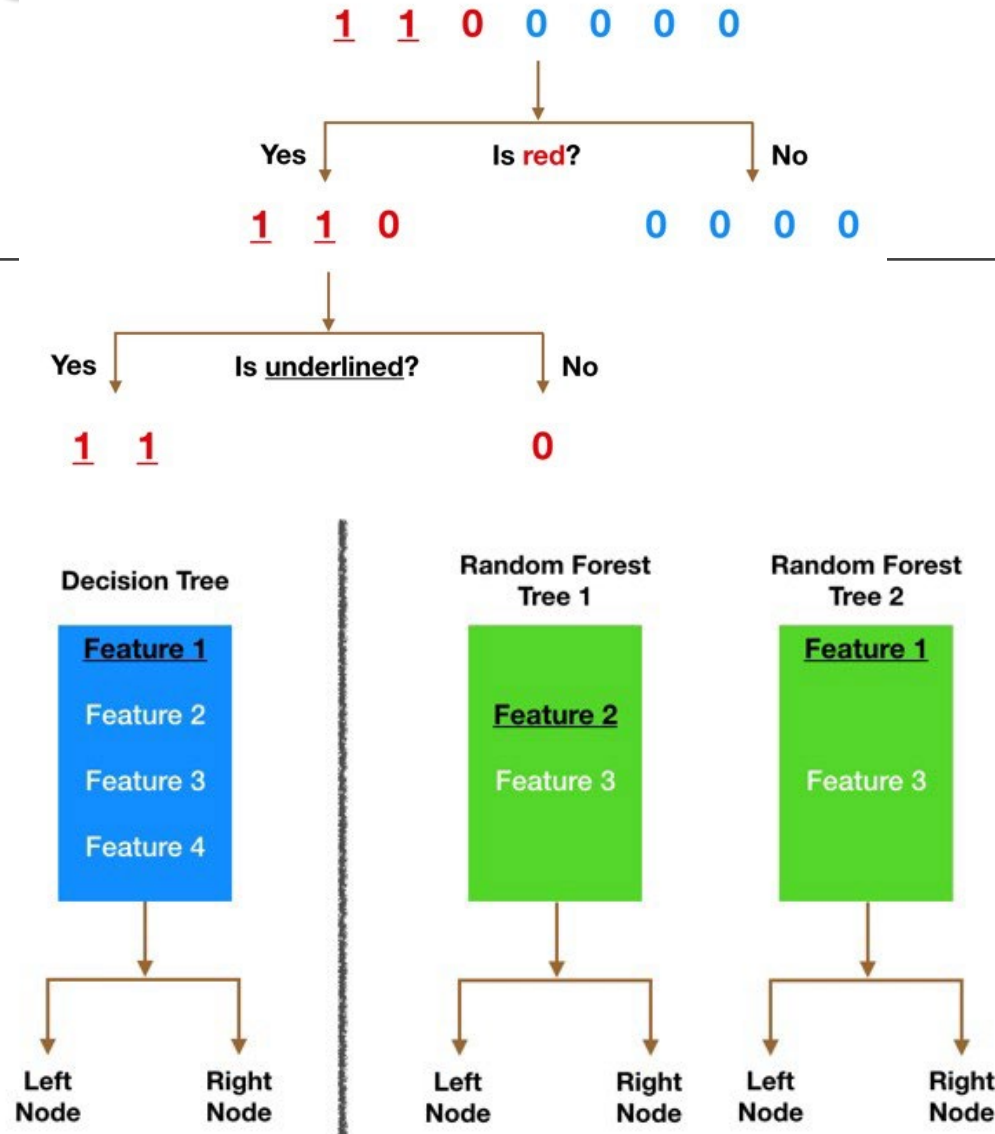 1 1 0 0 0 0 0
Yes Is red? No
1 1 0 0 0 0 0
Yes Is underlined? No
1 1 0
Decision Tree
Feature 1
Feature 2
Feature 3
Feature 4
Left
Node
Right
Node
Random Forest
Tree 1
Feature 2
Feature 3
Left
Node
Right
Node
Random Forest
Tree 2
Feature 1
Feature 3
Left
Node
Right
Node